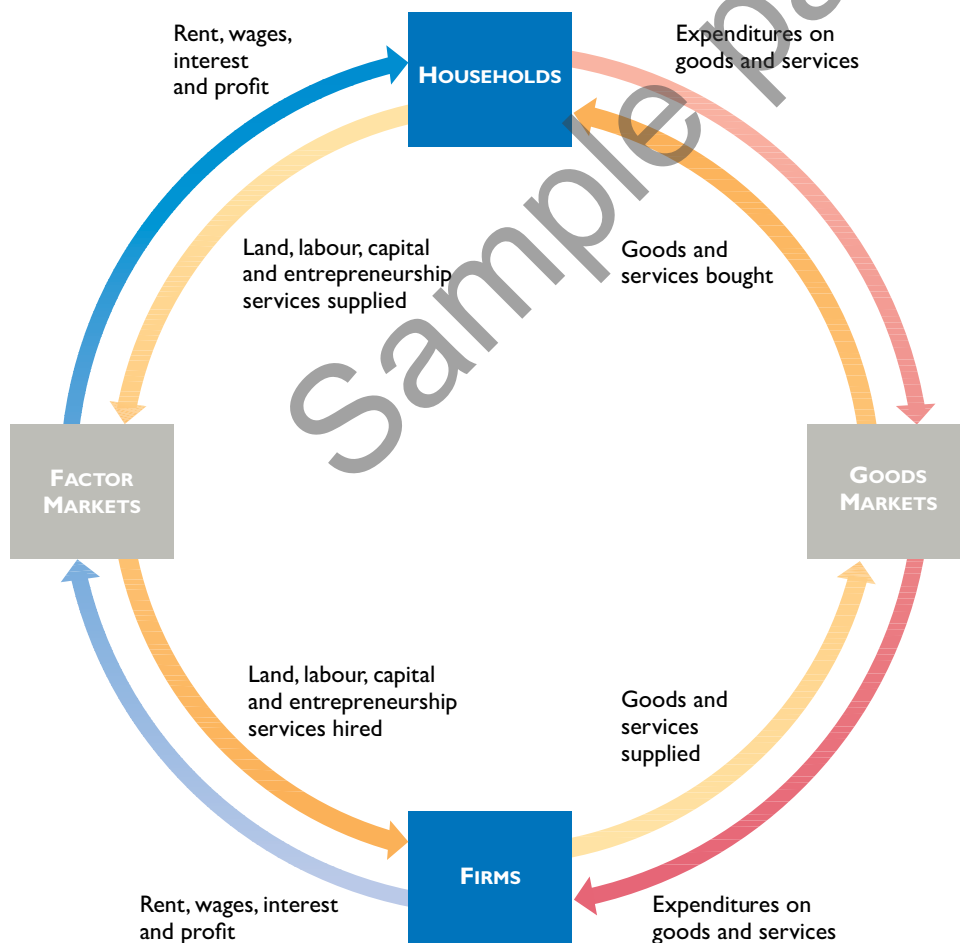 Rent, wages,
interest
and profit
HOUSEHOLDS
Expenditures on
goods and services
Land, labour, capital
and entrepreneurship
services supplied
Goods and
services bought
Sample
FACTOR
MARKETS
GOODS
MARKETS
Land, labour, capital
and entrepreneurship
services hired
Goods and
services
supplied
FIRMS
Rent, wages, interest
and profit
Expenditures on
goods and services